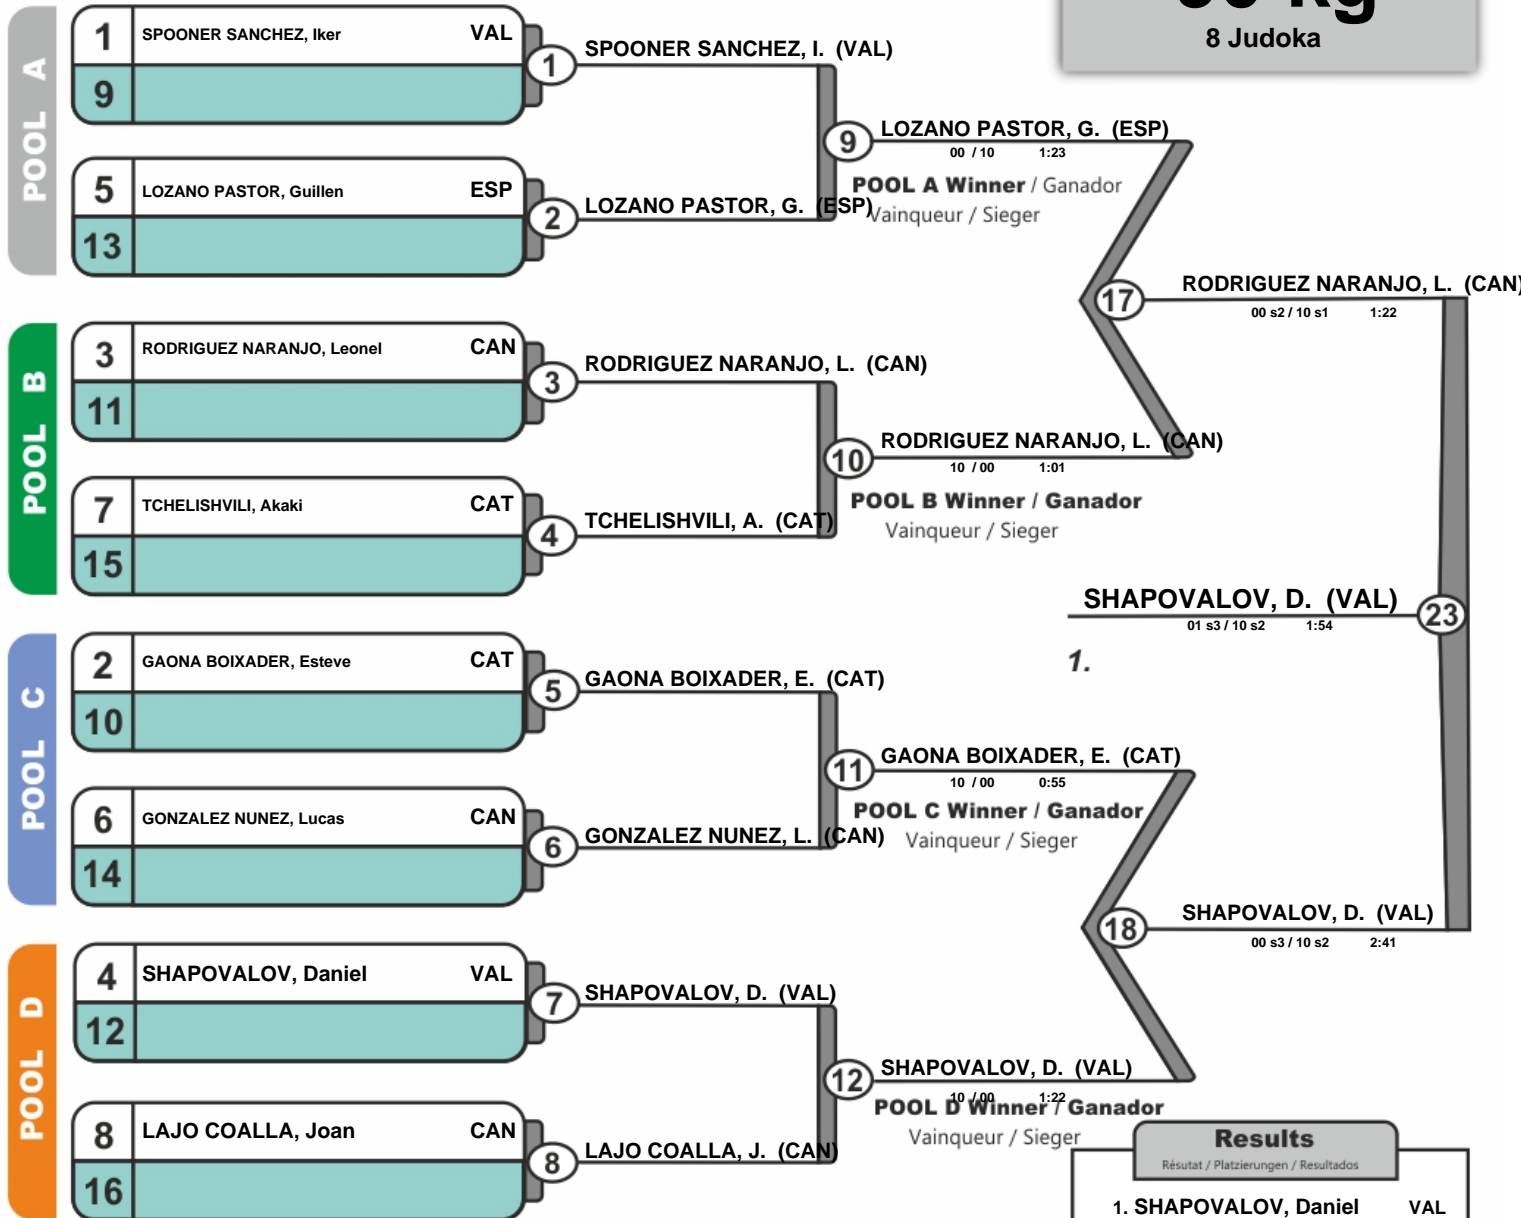 8 Judoka
POOL A
1 SPOONER SANCHEZ, Iker VAL
9
1
SPOONER SANCHEZ, I. (VAL)
5 LOZANO PASTOR, Guillen ESP
13
2
LOZANO PASTOR, G. (ESP)
9
LOZANO PASTOR, G. (ESP)
00 / 10 1:23
POOL A Winner / Ganador
Vainqueur / Sieger
POOL B
3 RODRIGUEZ NARANJO, Leonel CAN
11
3
RODRIGUEZ NARANJO, L. (CAN)
7 TCHELISHVILI, Akaki CAT
15
4
TCHELISHVILI, A. (CAT)
10
RODRIGUEZ NARANJO, L. (CAN)
10 / 00 1:01
POOL B Winner / Ganador
Vainqueur / Sieger
17
RODRIGUEZ NARANJO, L. (CAN)
00 s2 / 10 s1 1:22
SHAPOVALOV, D. (VAL)
01 s3 / 10 s2 1:54
23
1.
POOL C
2 GAONA BOIXADER, Esteve CAT
10
5
GAONA BOIXADER, E. (CAT)
6 GONZALEZ NUNEZ, Lucas CAN
14
6
GONZALEZ NUNEZ, L. (CAN)
11
GAONA BOIXADER, E. (CAT)
10 / 00 0:55
POOL C Winner / Ganador
Vainqueur / Sieger
18
SHAPOVALOV, D. (VAL)
00 s3 / 10 s2 2:41
POOL D
4 SHAPOVALOV, Daniel VAL
12
7
SHAPOVALOV, D. (VAL)
8 LAJO COALLA, Joan CAN
16
8
LAJO COALLA, J. (CAN)
12
SHAPOVALOV, D. (VAL)
10 / 00 1:22
POOL D Winner / Ganador
Vainqueur / Sieger
Results
Résutat / Platzierungen / Resultados
1. SHAPOVALOV, Daniel VAL